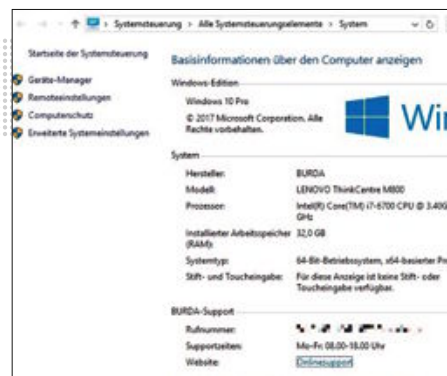 Systemsteuerung › Alle Systemsteuerungselemente › System
Startseite der Systemsteuerung
Geräte-Manager
Remoteeinstellungen
Computerschutz
Erweiterte Systemeinstellungen
Basisinformationen über den Computer anzeigen
Windows-Edition
Windows 10 Pro
© 2017 Microsoft Corporation. Alle
Rechte vorbehalten.
Win
System
Hersteller: BURDA
Modell: LENOVO ThinkCentre M800
Prozessor: Intel(R) Core(TM) i7-6700 CPU @ 3.40G
GHz
Installierter Arbeitsspeicher 32,0 GB
(RAM):
Systemtyp: 64-Bit-Betriebssystem, x64-basierter Pro
Stift- und Toucheingabe: Für diese Anzeige ist keine Stift- oder
Toucheingabe verfügbar.
BURDA-Support
Rufnummer:
Supportzeiten: Mo-Fr: 08.00-18.00 Uhr
Website: Onlinesupport